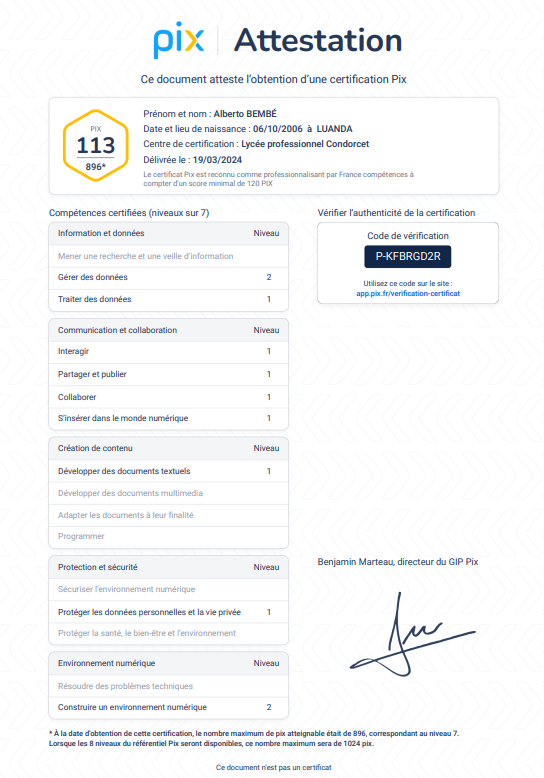 pix Attestation
Ce document atteste l'obtention d'une certification Pix
PIX
113
896*
Prénom et nom : Alberto BEMBÉ
Date et lieu de naissance : 06/10/2006 à LUANDA
Centre de certification : Lycée professionnel Condorcet
Délivrée le : 19/03/2024
Le certificat Pix est reconnu comme professionnalisant par France compétences à
compter d'un score minimal de 120 PIX
Compétences certifiées (niveaux sur 7)
Information et données Niveau
Mener une recherche et une veille d'information
Gérer des données 2
Traiter des données 1
Communication et collaboration Niveau
Interagir 1
Partager et publier 1
Collaborer 1
S'insérer dans le monde numérique 1
Création de contenu Niveau
Développer des documents textuels 1
Développer des documents multimedia
Adapter les documents à leur finalité
Programmer
Protection et sécurité Niveau
Sécuriser l'environnement numérique
Protéger les données personnelles et la vie privée 1
Protéger la santé, le bien-être et l'environnement
Environnement numérique Niveau
Résoudre des problèmes techniques
Construire un environnement numérique 2
Vérifier l'authenticité de la certification
Code de vérification
P-KFBRGD2R
Utilisez ce code sur le site :
app.pix.fr/verification-certificat
Benjamin Marteau, directeur du GIP Pix
* À la date d'obtention de cette certification, le nombre maximum de pix atteignable était de 896, correspondant au niveau 7.
Lorsque les 8 niveaux du référentiel Pix seront disponibles, ce nombre maximum sera de 1024 pix.
Ce document n'est pas un certificat